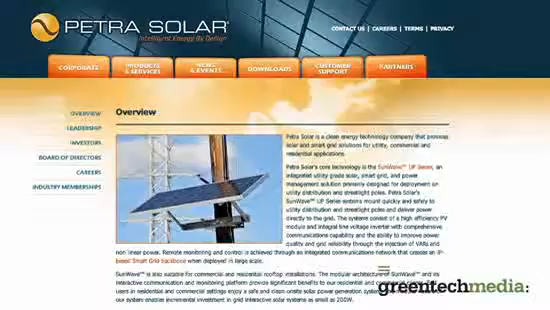 PETRA SOLAR
Intelligent Energy By Design
CONTACT US | CAREERS | TERMS | PRIVACY
CORPORATE
PRODUCTS & SERVICES
NEWS & EVENTS
DOWNLOADS
CUSTOMER SUPPORT
PARTNERS
OVERVIEW
LEADERSHIP
INVESTORS
BOARD OF DIRECTORS
CAREERS
INDUSTRY MEMBERSHIPS
Overview
Petra Solar is a clean energy technology company that provides
solar and smart grid solutions for utility, commercial and
residential applications.
Petra Solar's core technology is the SunWave™ UP Series, an
integrated utility grade solar, smart grid, and power
management solution primarily designed for deployment on
utility distribution and streetlight poles. Petra Solar's
SunWave™ UP Series systems mount quickly and safely to
utility distribution and streetlight poles and deliver power
directly to the grid. The systems consist of a high efficiency PV
module and integral line voltage inverter with comprehensive
communications capability and the ability to improve power
quality and grid reliability through the injection of VARs and
non linear power. Remote monitoring and control is achieved through an integrated communications network that creates an IP-
based Smart Grid backbone when deployed in large scale.
SunWave™ is also suitable for commercial and residential rooftop installations. The modular architecture of SunWave™ and its
interactive communication and monitoring platform provide significant benefits to our residential and commercial
users in residential and commercial settings enjoy a safe and clean onsite solar power generation
our system enables incremental investment in grid interactive solar systems as small as 200W.
greentechmedia: